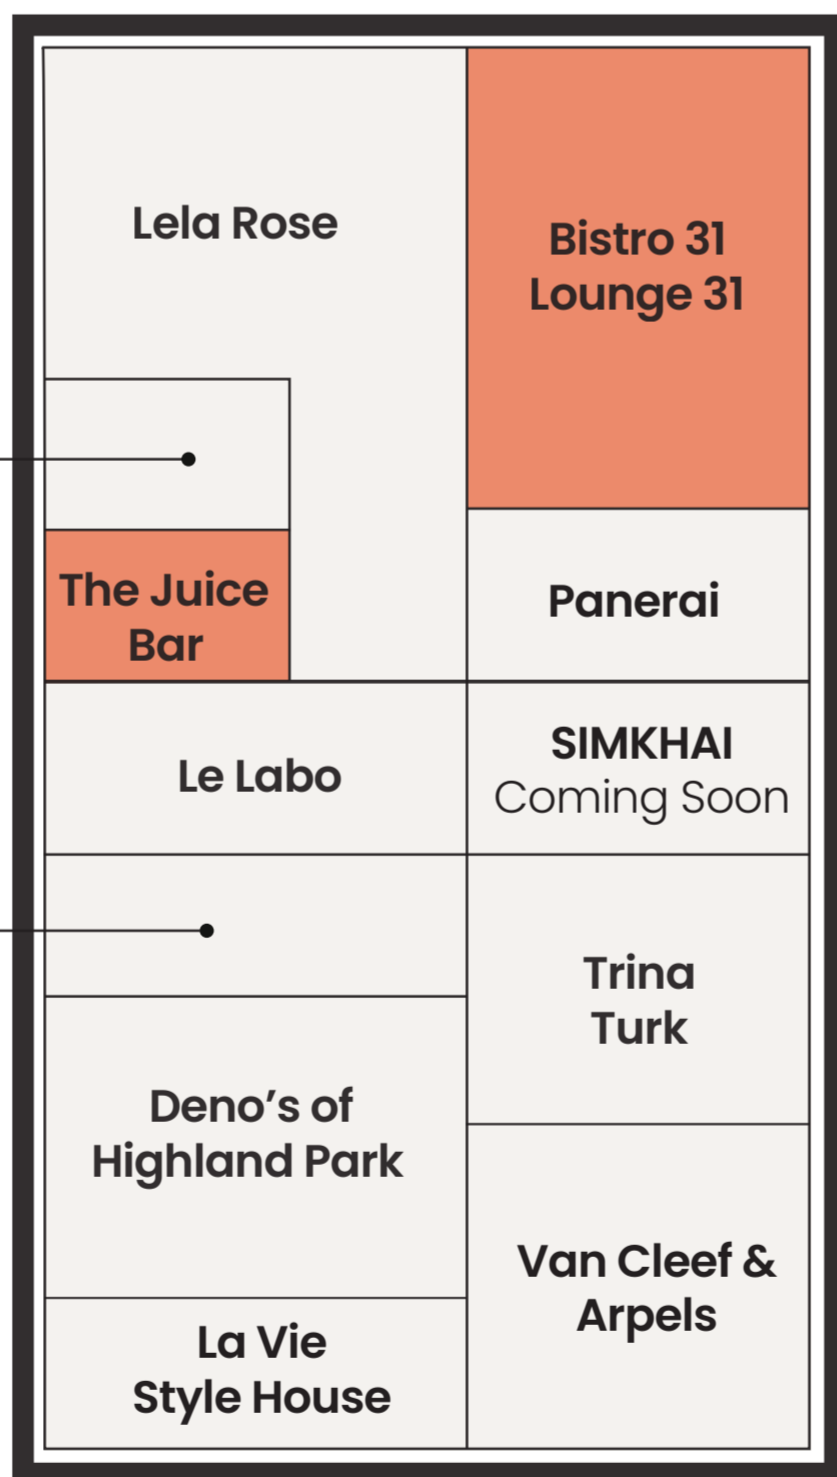 Lela Rose
Bistro 31
Lounge 31
The Juice
Bar
Panerai
Le Labo
SIMKHAI
Coming Soon
Trina
Turk
Deno’s of
Highland Park
Van Cleef &
Arpels
La Vie
Style House